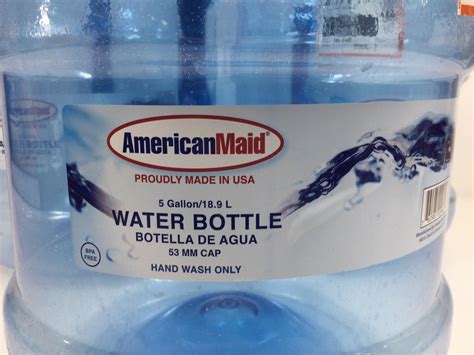 AmericanMaid®
PROUDLY MADE IN USA
5 Gallon/18.9 L
WATER BOTTLE
BOTELLA DE AGUA
53 MM CAP
HAND WASH ONLY
BPA
FREE